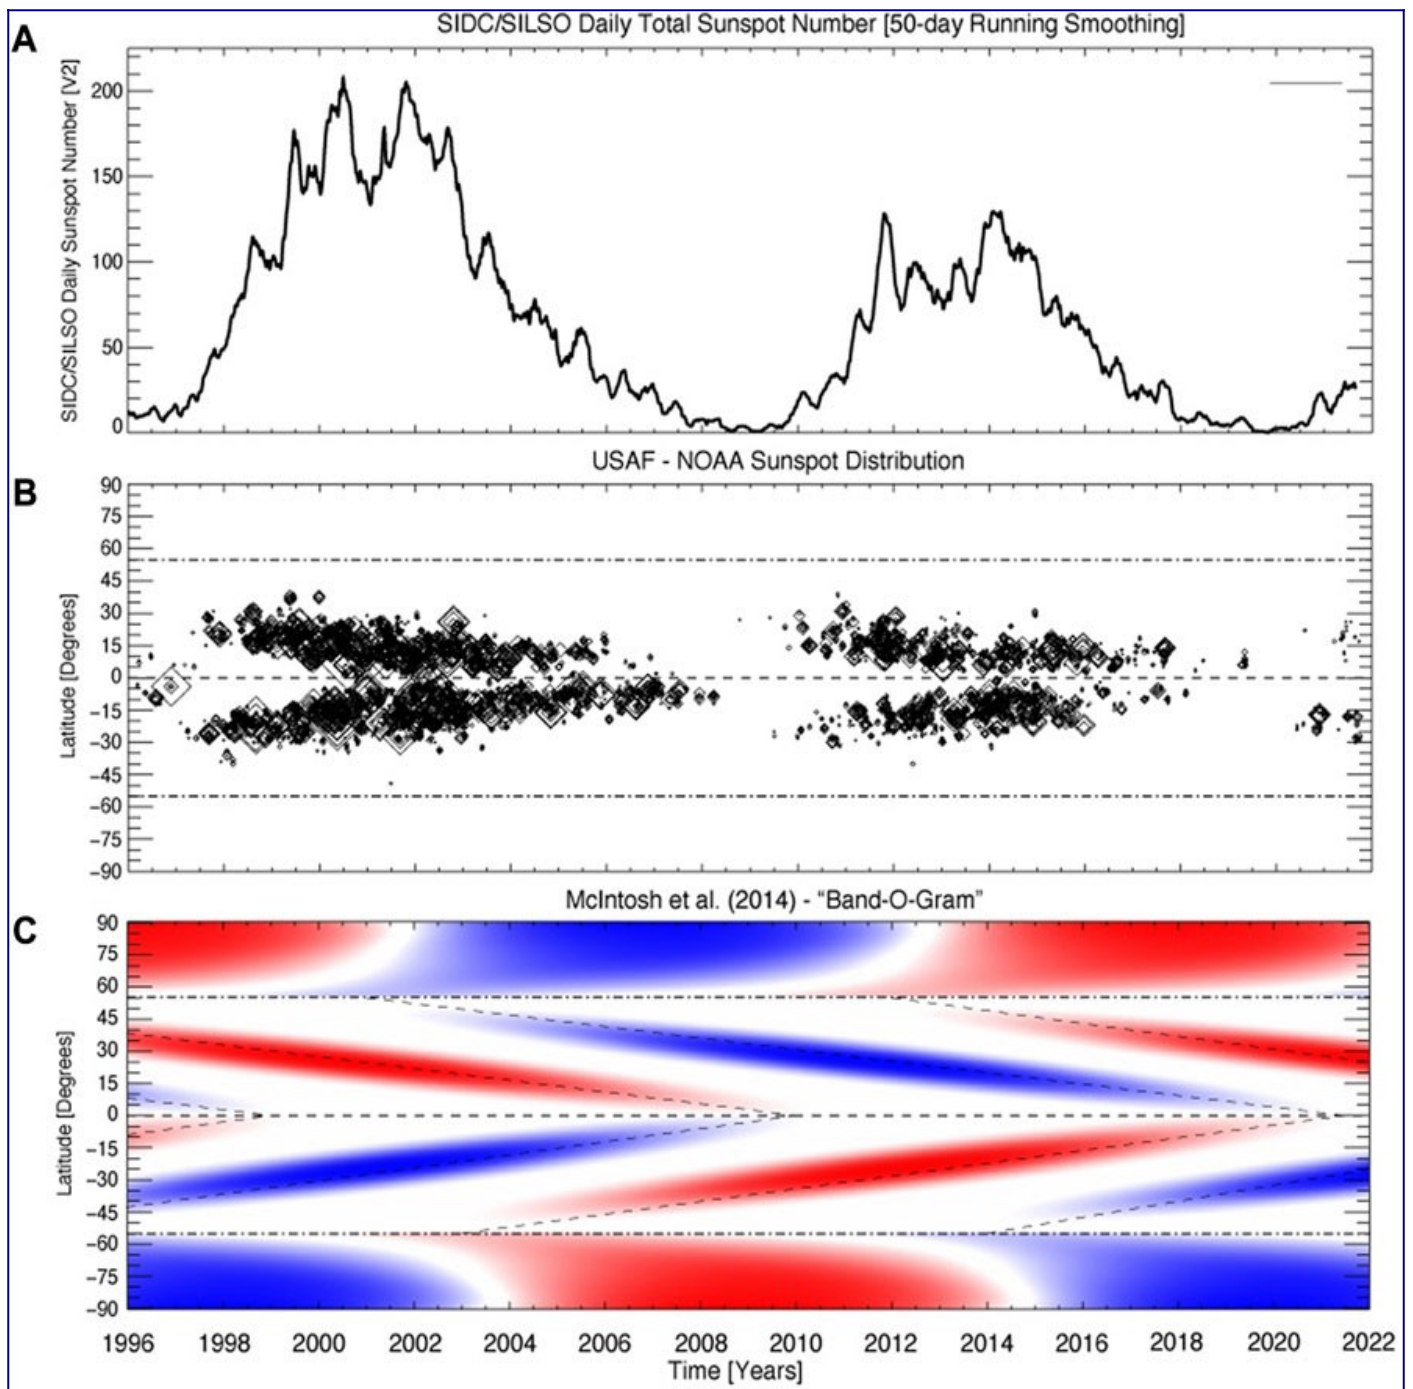 A
SIDC/SILSO Daily Total Sunspot Number [50-day Running Smoothing]
SIDC/SILSO Daily Sunspot Number [V2]
200
150
100
50
0
B
USAF - NOAA Sunspot Distribution
Latitude [Degrees]
90
75
60
45
30
15
0
-15
-30
-45
-60
-75
-90
C
McIntosh et al. (2014) - “Band-O-Gram”
Latitude [Degrees]
90
75
60
45
30
15
0
-15
-30
-45
-60
-75
-90
1996 1998 2000 2002 2004 2006 2008 2010 2012 2014 2016 2018 2020 2022
Time [Years]